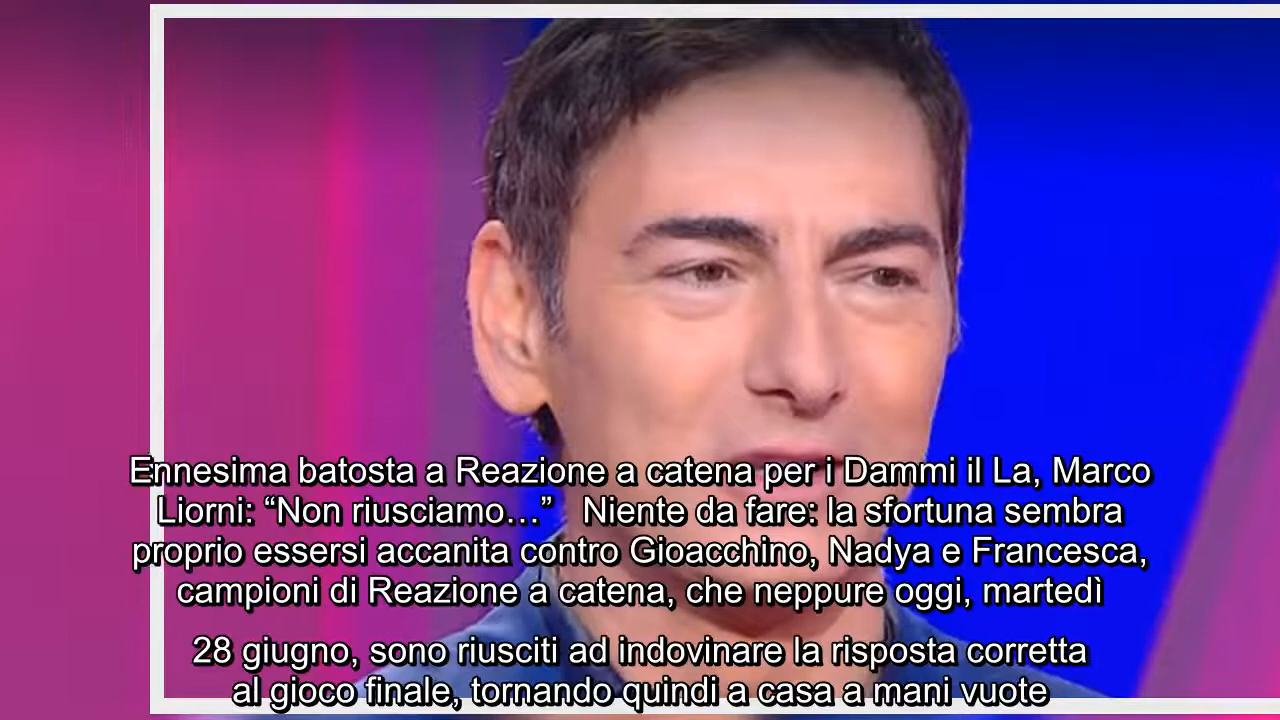 Ennesima batosta a Reazione a catena per i Dammi il La, Marco
Liorni: “Non riusciamo…”   Niente da fare: la sfortuna sembra
proprio essersi accanita contro Gioacchino, Nadya e Francesca,
campioni di Reazione a catena, che neppure oggi, martedì
28 giugno, sono riusciti ad indovinare la risposta corretta
al gioco finale, tornando quindi a casa a mani vuote